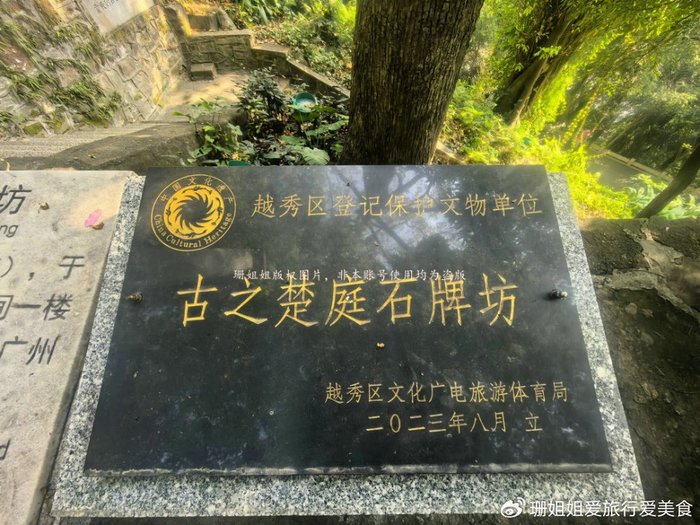 坊
ng
)，于
同一楼
广州
d
中国文化遗产
China Cultural Heritage
越秀区登记保护文物单位
珊姐姐版权图片，非本账号使用均为盗版
古之楚庭石牌坊
越秀区文化广电旅游体育局
二〇二三年八月 立
珊姐姐爱旅行爱美食